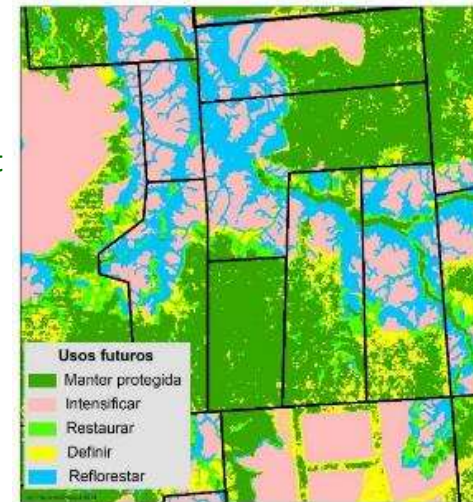 t
Usos futuros
Manter protegida
Intensificar
Restaurar
Definir
Reflorestar